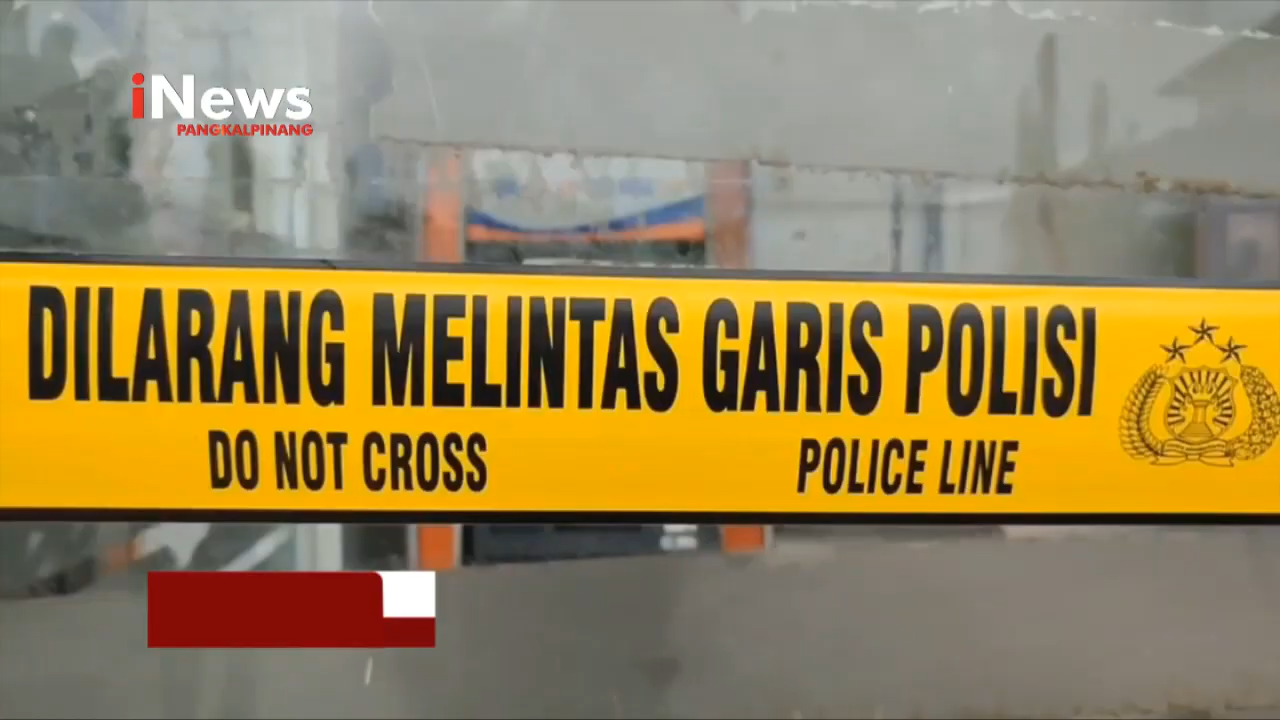 iNews
PANGKALPINANG
DILARANG MELINTAS GARIS POLISI
DO NOT CROSS POLICE LINE